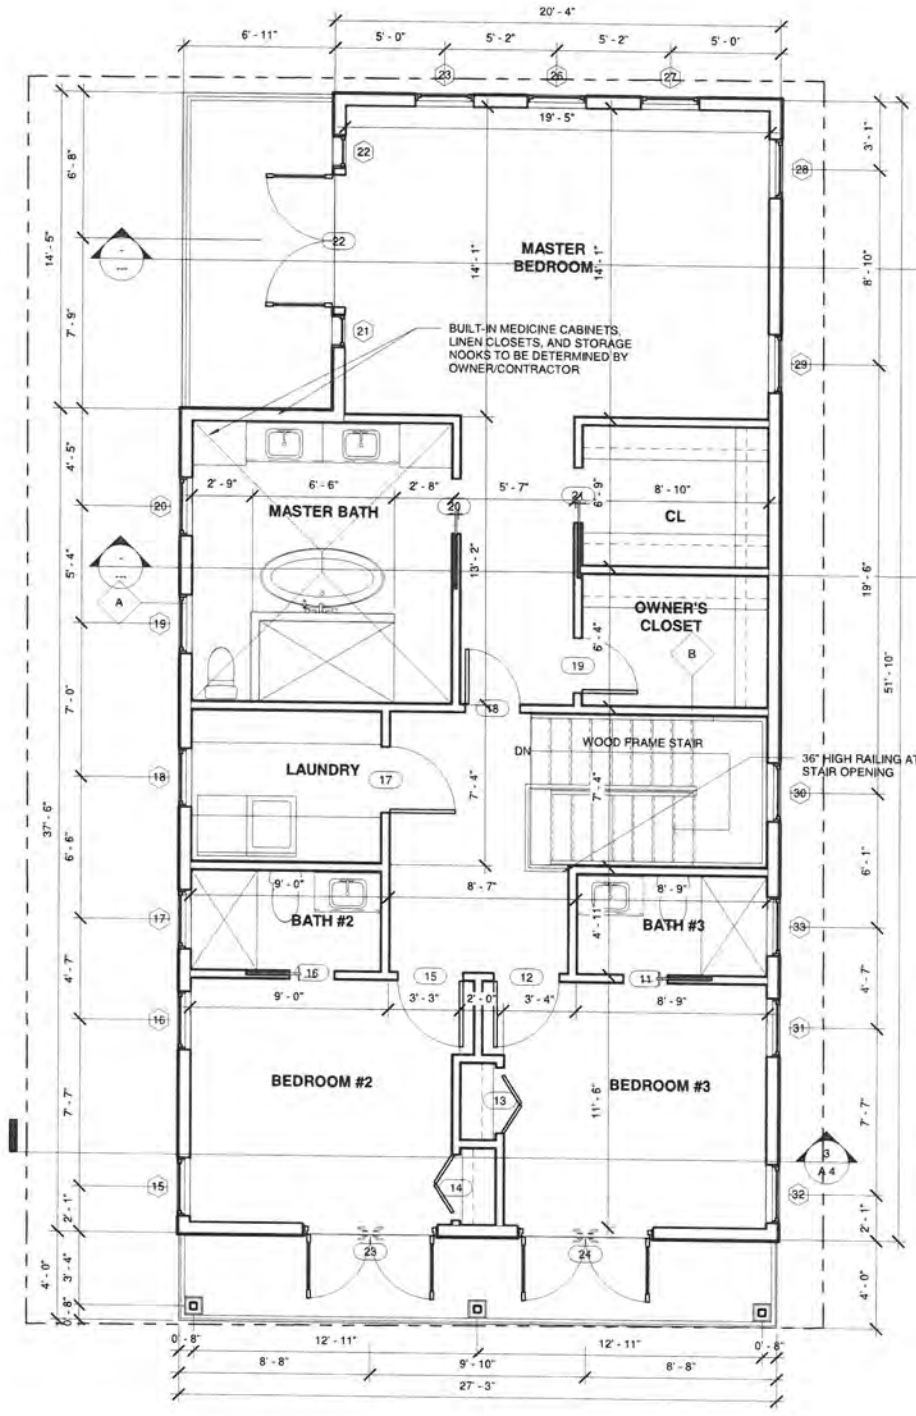 20' - 4"
6' - 11"
5' - 0"
5' - 2"
5' - 2"
5' - 0"
23
26
27
19' - 5"
3' - 1"
6' - 8"
22
28
22
14' - 5"
14' - 1"
MASTER
BEDROOM
14' - 1"
8' - 10"
7' - 9"
21
BUILT-IN MEDICINE CABINETS,
LINEN CLOSETS, AND STORAGE
NOOKS TO BE DETERMINED BY
OWNER/CONTRACTOR
29
4' - 5"
2' - 9"
6' - 6"
2' - 8"
5' - 7"
6' - 9"
8' - 10"
20
MASTER BATH
20
21
CL
5' - 4"
13' - 2"
19' - 6"
A
OWNER'S
CLOSET
19
6' - 4"
B
19
51' - 10"
7' - 0"
18
DN
WOOD FRAME STAIR
36" HIGH RAILING AT
STAIR OPENING
18
LAUNDRY
17
7' - 4"
7' - 4"
30
37' - 6"
6' - 6"
6' - 1"
9' - 0"
8' - 7"
8' - 9"
17
BATH #2
4' - 11"
BATH #3
33
4' - 7"
16
15
12
11
4' - 7"
9' - 0"
3' - 3"
2' - 0"
3' - 4"
8' - 9"
16
31
BEDROOM #2
BEDROOM #3
7' - 7"
13
11' - 6"
7' - 7"
3
A 4
15
14
32
2' - 1"
2' - 1"
23
24
4' - 0"
3' - 4"
4' - 0"
0' - 8"
0' - 8"
12' - 11"
12' - 11"
0' - 8"
8' - 8"
9' - 10"
8' - 8"
27' - 3"